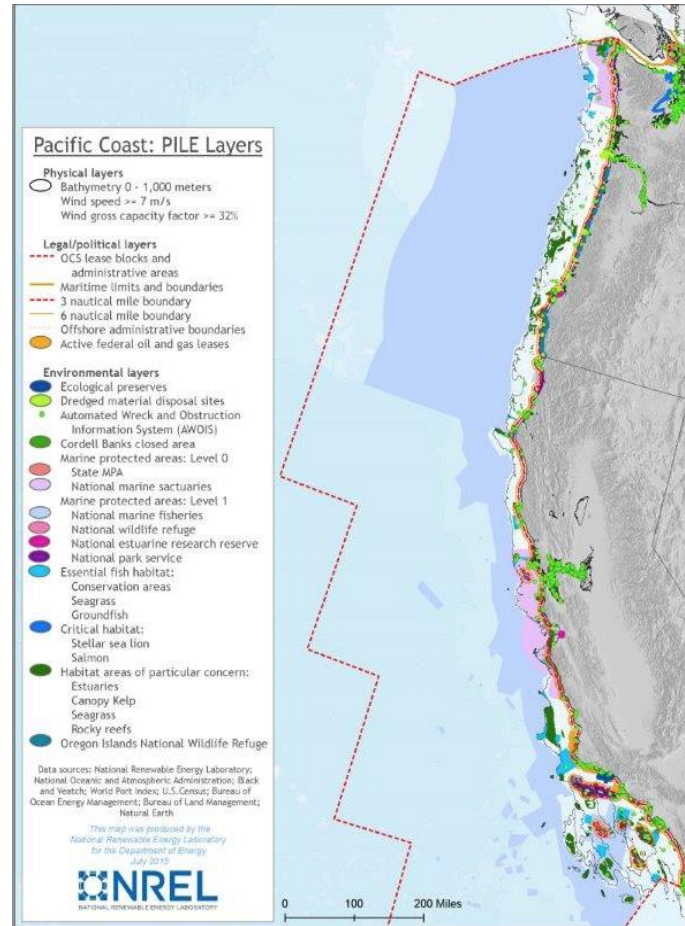 Pacific Coast: PILE Layers
Physical layers
Bathymetry 0 - 1,000 meters
Wind speed >= 7 m/s
Wind gross capacity factor >= 32%
Legal/political layers
OCS lease blocks and
administrative areas
Maritime limits and boundaries
3 nautical mile boundary
6 nautical mile boundary
Offshore administrative boundaries
Active federal oil and gas leases
Environmental layers
Ecological preserves
Dredged material disposal sites
Automated Wreck and Obstruction
Information System (AWOIS)
Cordell Banks closed area
Marine protected areas: Level 0
State MPA
National marine sactuaries
Marine protected areas: Level 1
National marine fisheries
National wildlife refuge
National estuarine research reserve
National park service
Essential fish habitat:
Conservation areas
Seagrass
Groundfish
Critical habitat:
Stellar sea lion
Salmon
Habitat areas of particular concern:
Estuaries
Canopy Kelp
Seagrass
Rocky reefs
Oregon Islands National Wildlife Refuge
Data sources: National Renewable Energy Laboratory;
National Oceanic and Atmospheric Administration; Black
and Veatch; World Port Index; U.S.Census; Bureau of
Ocean Energy Management; Bureau of Land Management;
Natural Earth
This map was produced by the
National Renewable Energy Laboratory
for the Department of Energy.
July 2015
NREL
NATIONAL RENEWABLE ENERGY LABORATORY
0 100 200 Miles